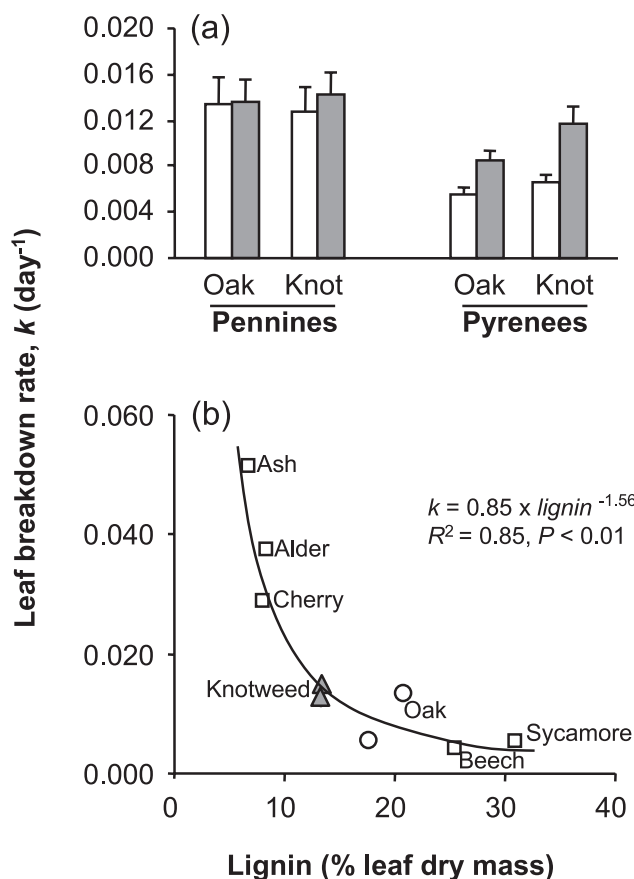 (a)
0.020
0.016
0.012
0.008
0.004
0.000
Oak Knot Oak Knot
Pennines Pyrenees
Leaf breakdown rate, k (day⁻¹)
(b)
0.060
0.040
0.020
0.000
Ash
Alder
Cherry
Knotweed
Oak
Beech
Sycamore
k = 0.85 x lignin ⁻¹·⁵⁶
R² = 0.85, P < 0.01
0 10 20 30 40
Lignin (% leaf dry mass)